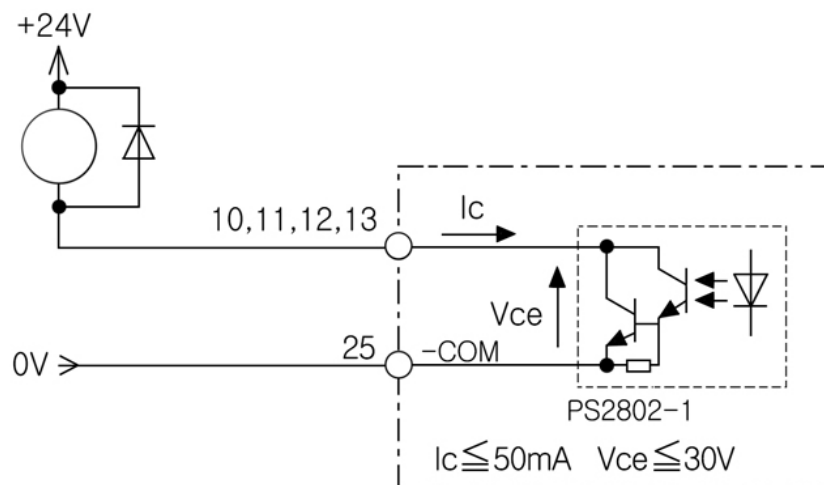 +24V
10,11,12,13
Ic
Vce
0V
25
-COM
PS2802-1
Ic≦50mA Vce≦30V